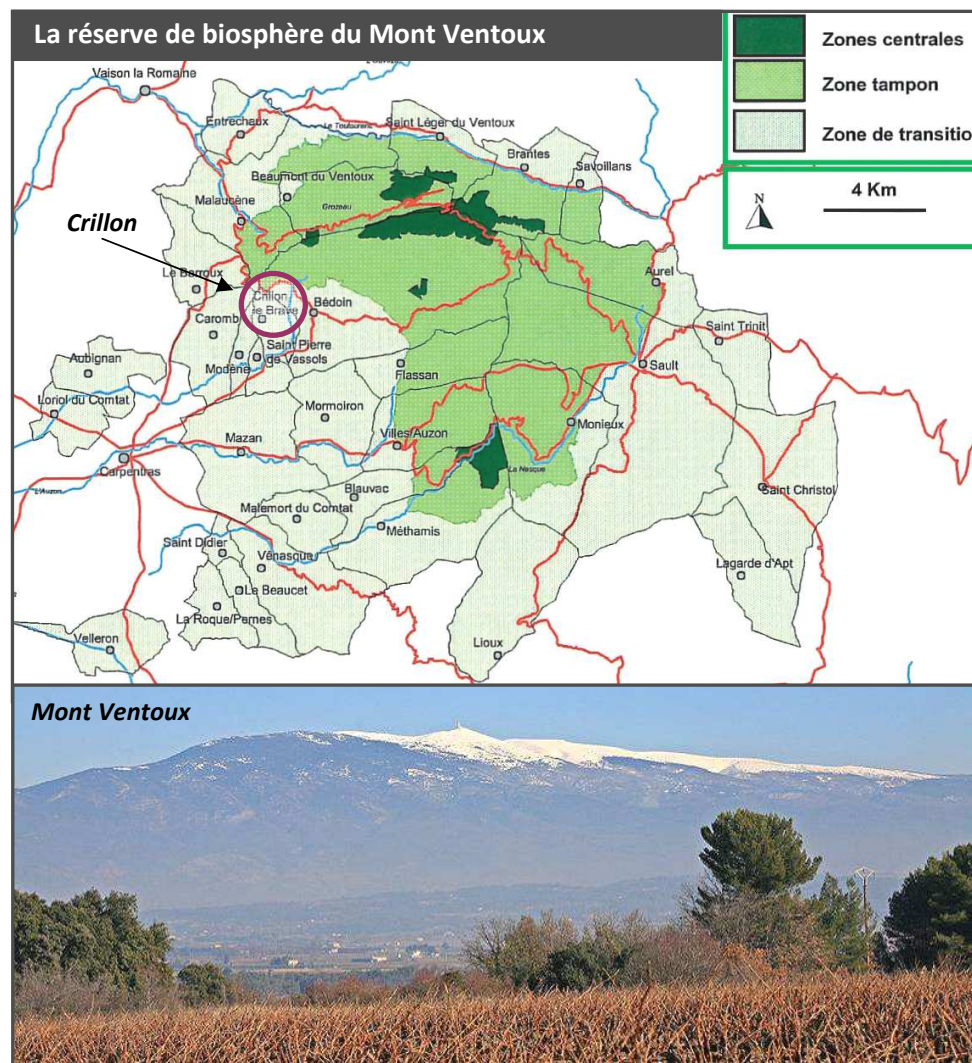 La réserve de biosphère du Mont Ventoux
Zones centrales
Zone tampon
Zone de transitio
N
4 Km
Vaison la Romaine
Entrechaux
Le Toulourenc
Saint Léger du Ventoux
Brantes
Savoillans
Beaumont du Ventoux
Malaucène
Grozeau
Crillon
Le Barroux
Crillon
le Brave
Bédoin
Aurel
Caromb
Saint Trinit
Aubignan
Modène
Saint Pierre
de Vassols
Flassan
Sault
Loriol du Comtat
Mormoiron
Mazan
Villes/Auzon
Monieux
Carpentras
La Nesque
L'Auzon
Blauvac
Saint Christol
Malemort du Comtat
Méthamis
Saint Didier
Vénasque
Lagarde d'Apt
Le Beaucet
La Roque/Pernes
Velleron
Lioux
Mont Ventoux